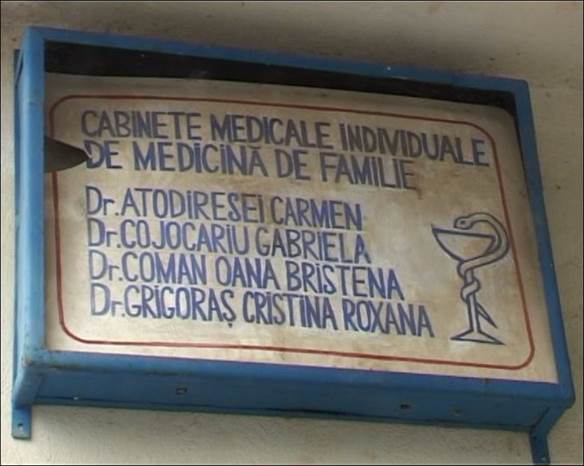 CABINETE MEDICALE INDIVIDUALE
DE MEDICINĂ DE FAMILIE
Dr. ATODIRESEI CARMEN
Dr. COJOCARIU GABRIELA
Dr. COMAN OANA BRISTENA
Dr. GRIGORAȘ CRISTINA ROXANA